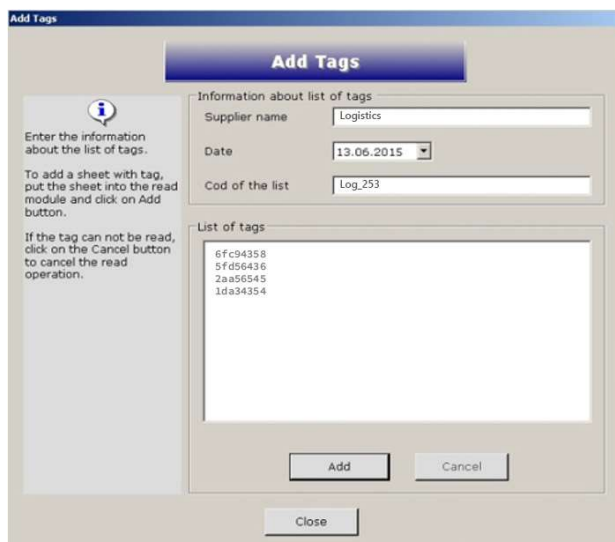 Add Tags
Add Tags
Enter the information
about the list of tags.
To add a sheet with tag,
put the sheet into the read
module and click on Add
button.
If the tag can not be read,
click on the Cancel button
to cancel the read
operation.
Information about list of tags
Supplier name Logistics
Date 13.06.2015
Cod of the list Log_253
List of tags
6fc94358
5fd56436
2aa56545
1da34354
Add Cancel
Close